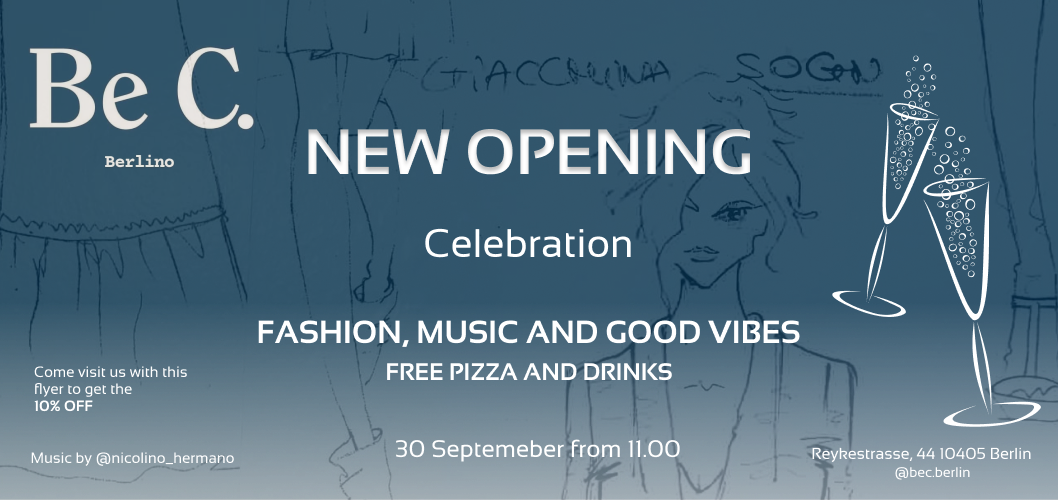 Be C.
Berlino
GIACCHINA SOGNI
NEW OPENING
Celebration
FASHION, MUSIC AND GOOD VIBES
FREE PIZZA AND DRINKS
30 Septemeber from 11.00
Come visit us with this
flyer to get the
10% OFF
Music by @nicolino_hermano
Reykestrasse, 44 10405 Berlin
@bec.berlin